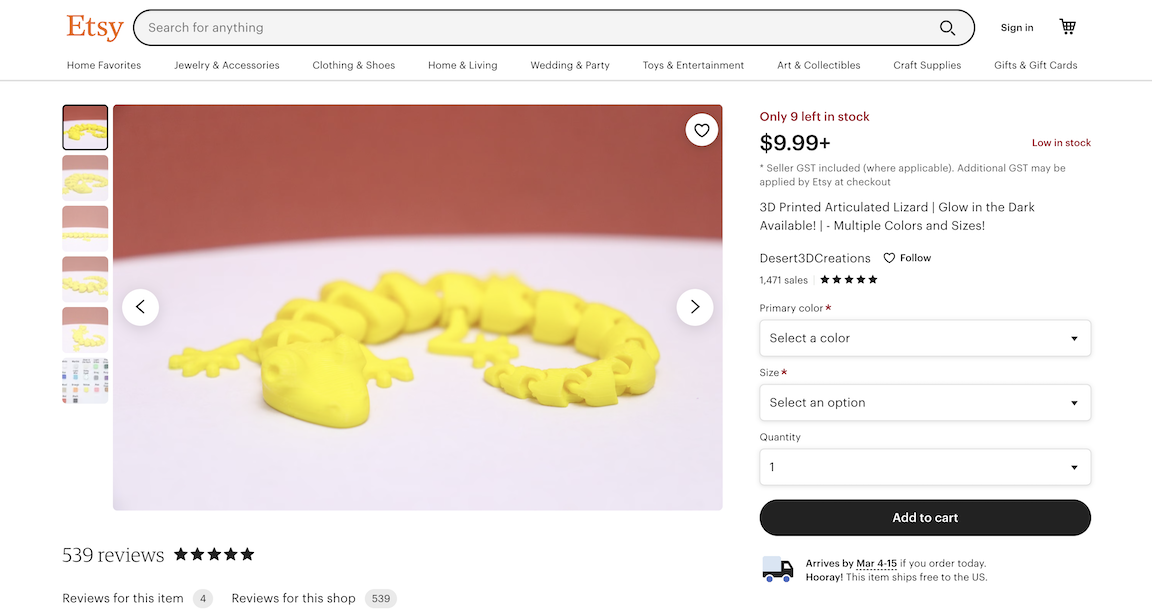 Etsy
Search for anything
Sign in
Home Favorites
Jewelry & Accessories
Clothing & Shoes
Home & Living
Wedding & Party
Toys & Entertainment
Art & Collectibles
Craft Supplies
Gifts & Gift Cards
Only 9 left in stock
$9.99+
Low in stock
* Seller GST included (where applicable). Additional GST may be
applied by Etsy at checkout
3D Printed Articulated Lizard | Glow in the Dark
Available! | - Multiple Colors and Sizes!
Desert3DCreations
Follow
1,471 sales
Primary color *
Select a color
Size *
Select an option
Quantity
1
Add to cart
Arrives by Mar 4-15 if you order today.
Hooray! This item ships free to the US.
539 reviews
Reviews for this item 4
Reviews for this shop 539